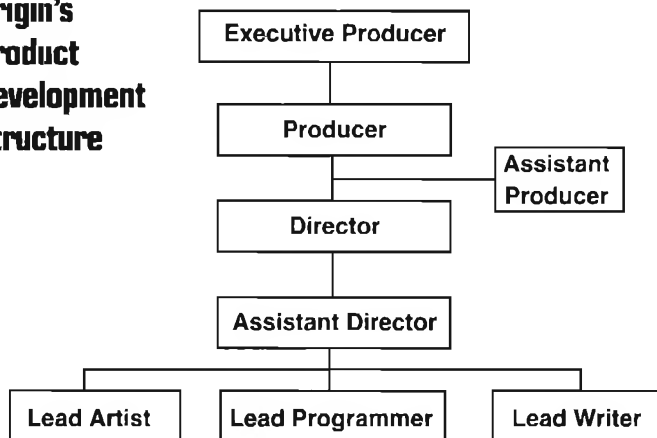 rigin's
roduct
evelopment
tructure
Executive Producer
Producer
Assistant
Producer
Director
Assistant Director
Lead Artist
Lead Programmer
Lead Writer